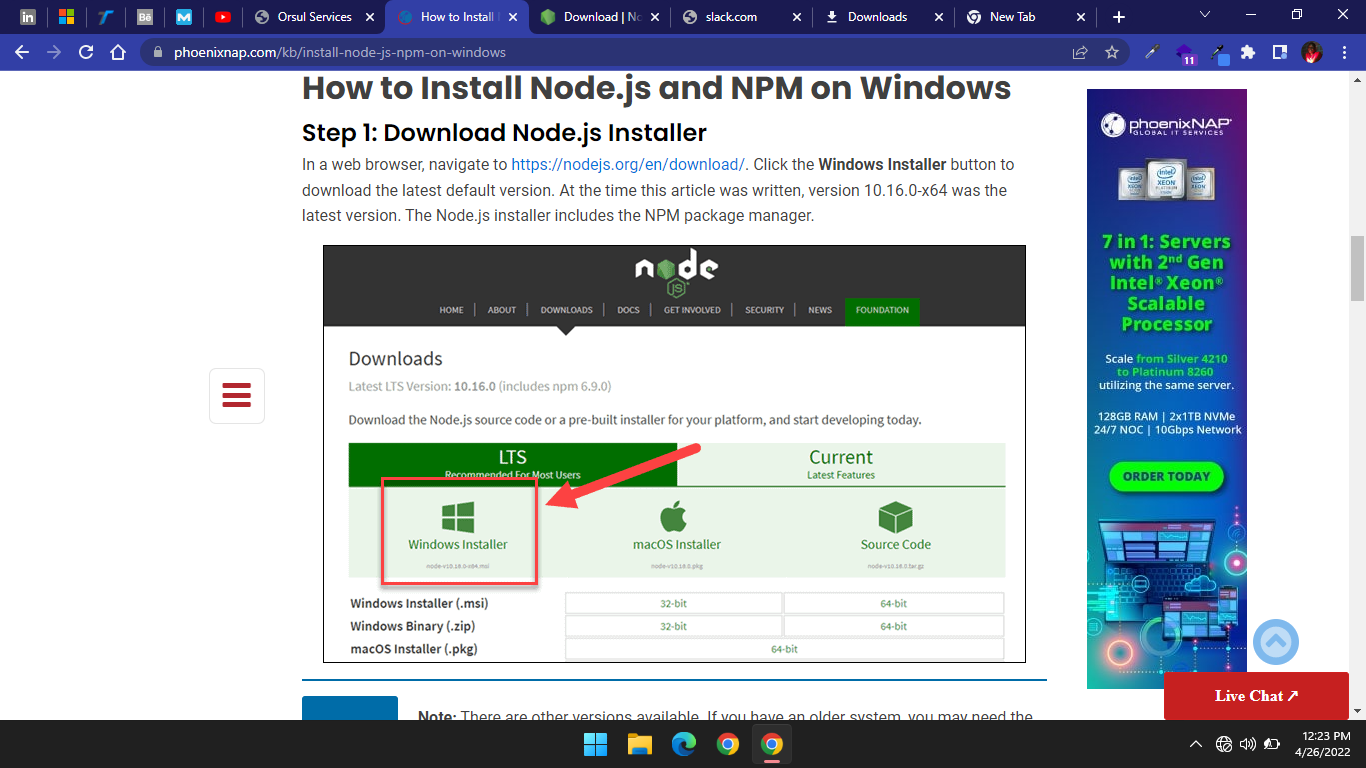 Orsul Services
How to Install
Download | No
slack.com
Downloads
New Tab
phoenixnap.com/kb/install-node-js-npm-on-windows
11
How to Install Node.js and NPM on Windows
Step 1: Download Node.js Installer
In a web browser, navigate to https://nodejs.org/en/download/. Click the Windows Installer button to
download the latest default version. At the time this article was written, version 10.16.0-x64 was the
latest version. The Node.js installer includes the NPM package manager.
node
JS
HOME | ABOUT | DOWNLOADS | DOCS | GET INVOLVED | SECURITY | NEWS FOUNDATION
Downloads
Latest LTS Version: 10.16.0 (includes npm 6.9.0)
Download the Node.js source code or a pre-built installer for your platform, and start developing today.
LTS
Recommended For Most Users
Current
Latest Features
Windows Installer
node-v10.16.0-x64.msi
macOS Installer
node-v10.16.0.pkg
Source Code
node-v10.16.0.tar.gz
Windows Installer (.msi) 32-bit 64-bit
Windows Binary (.zip) 32-bit 64-bit
macOS Installer (.pkg) 64-bit
Note: There are other versions available. If you have an older system, you may need the
phoenixNAP
GLOBAL IT SERVICES
intel XEON
intel XEON PLATINUM
intel XEON
7 in 1: Servers
with 2nd Gen
Intel® Xeon®
Scalable
Processor
Scale from Silver 4210
to Platinum 8260
utilizing the same server.
128GB RAM | 2x1TB NVMe
24/7 NOC | 10Gbps Network
ORDER TODAY
Live Chat ↗
12:23 PM
4/26/2022